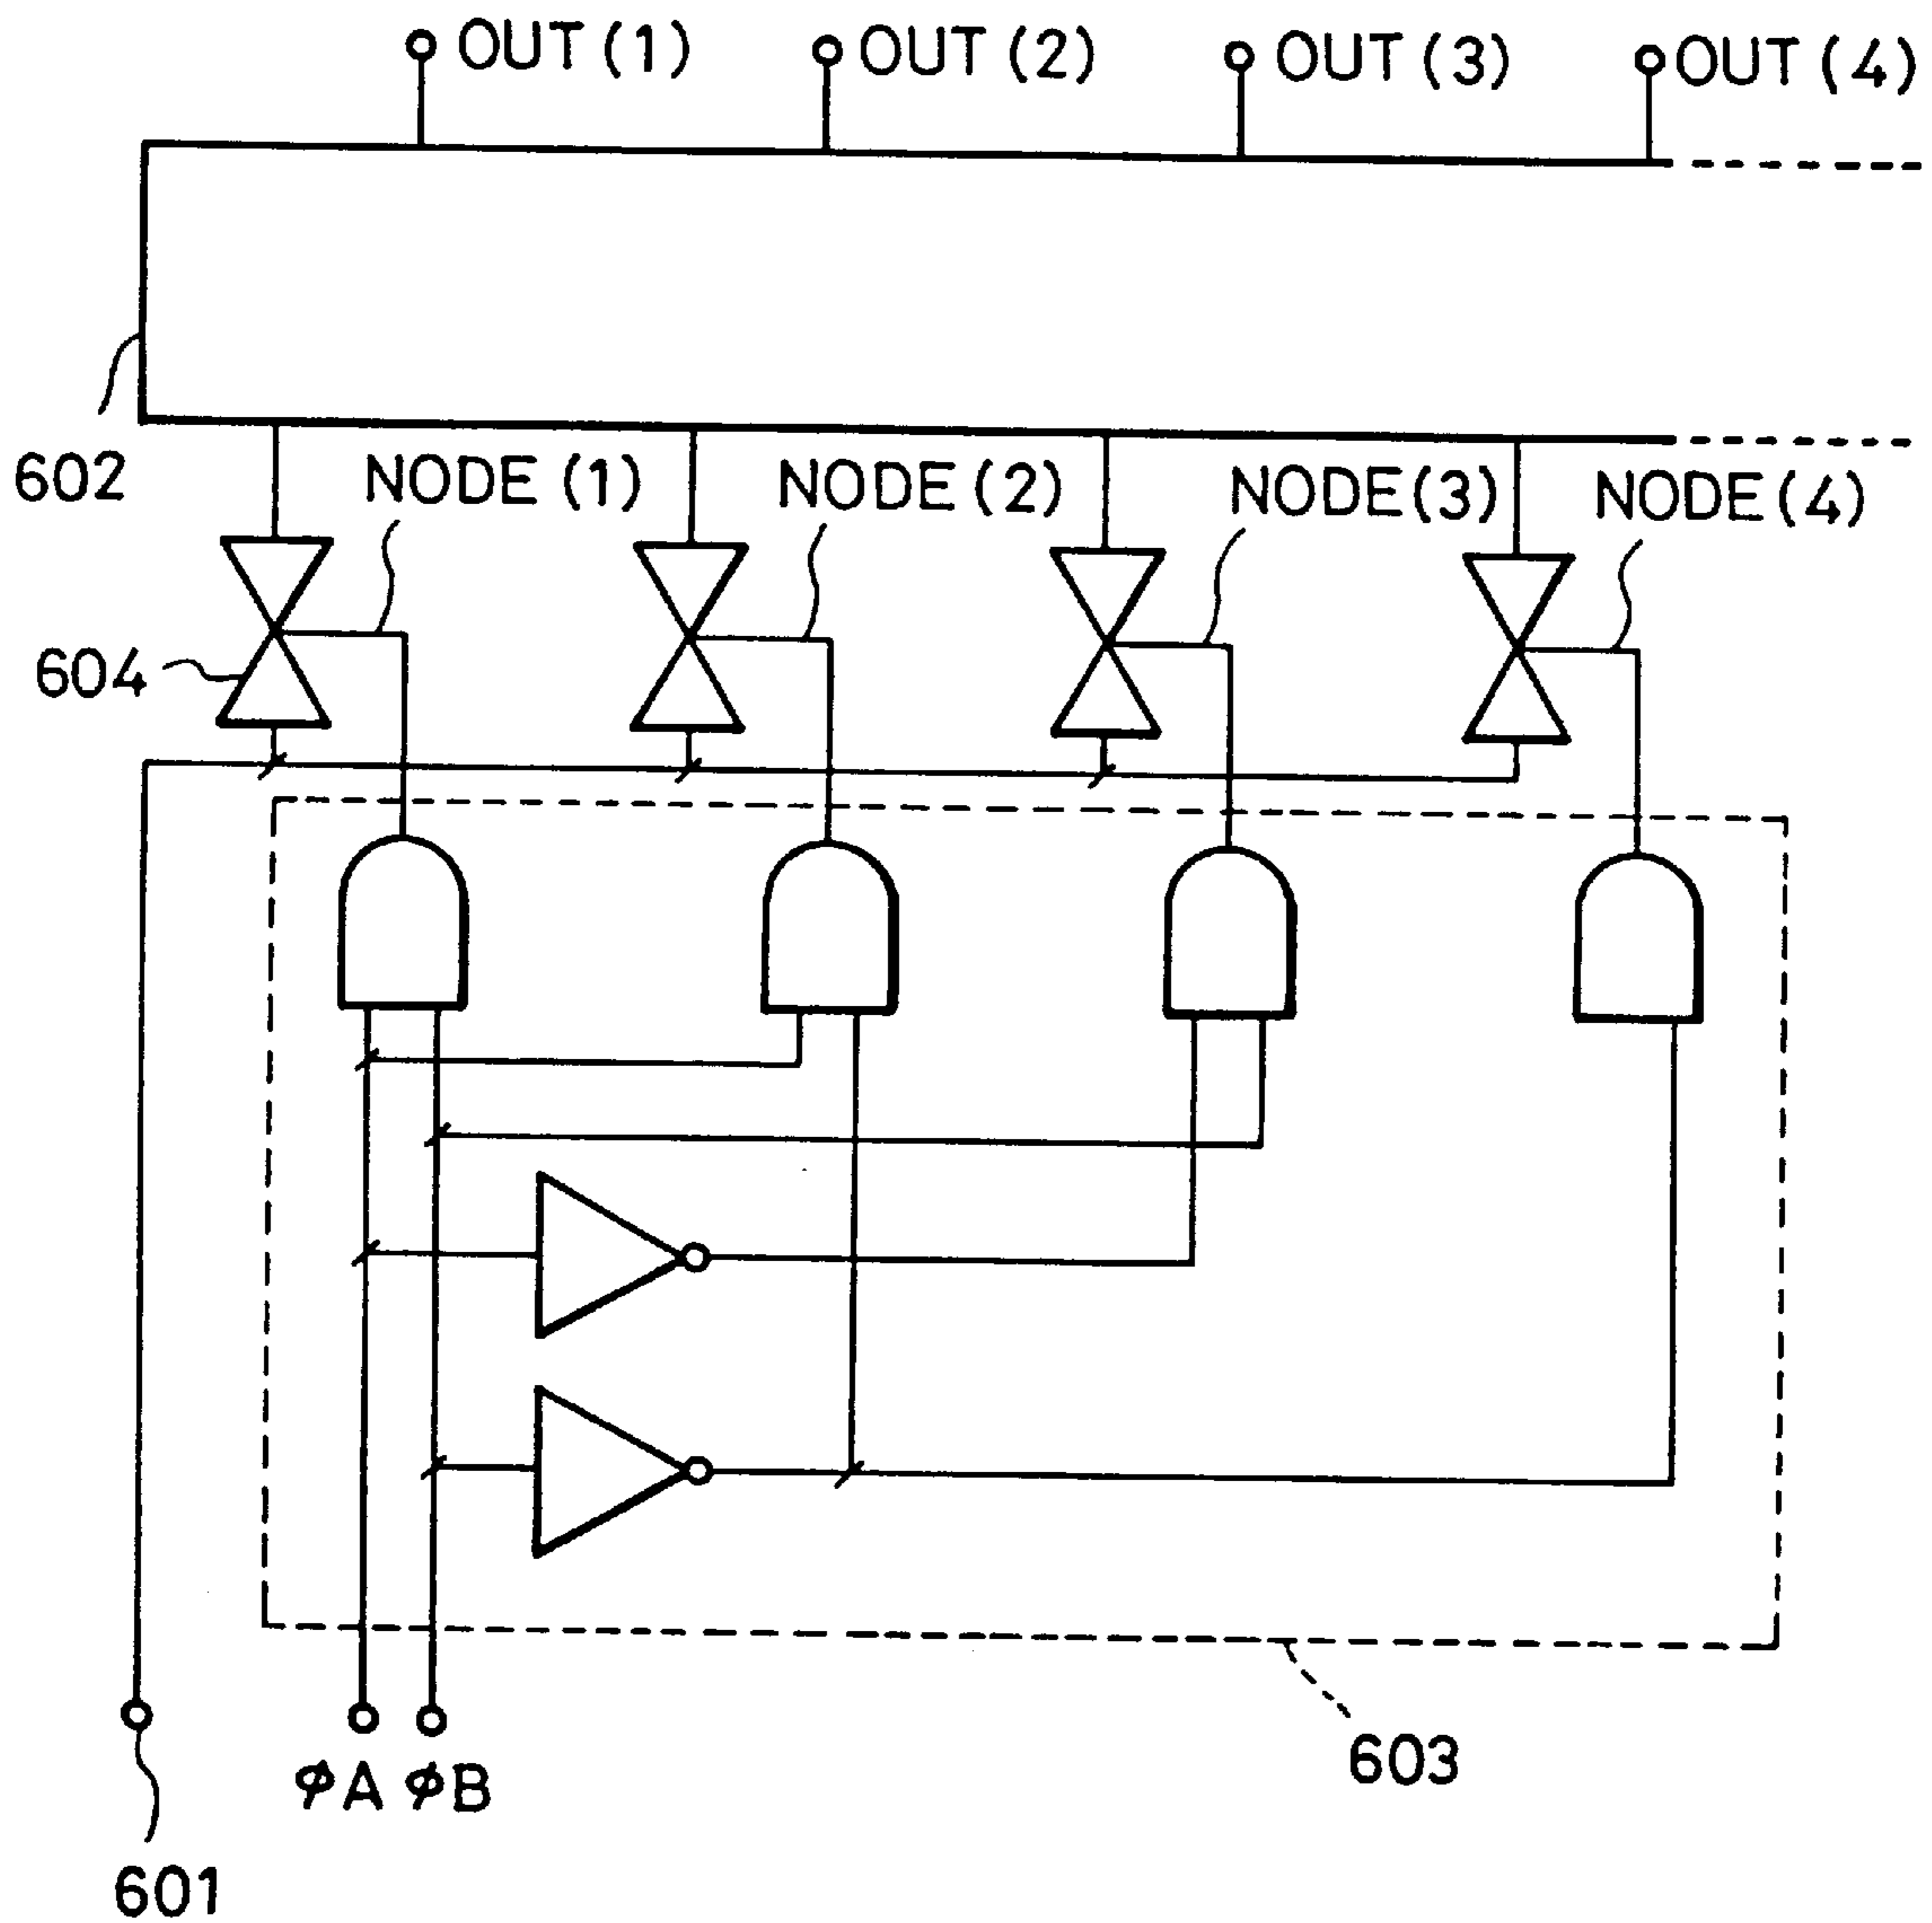 OUT(1) OUT(2) OUT(3) OUT(4)
602
NODE (1) NODE (2) NODE(3) NODE(4)
604
603
φA φB
601